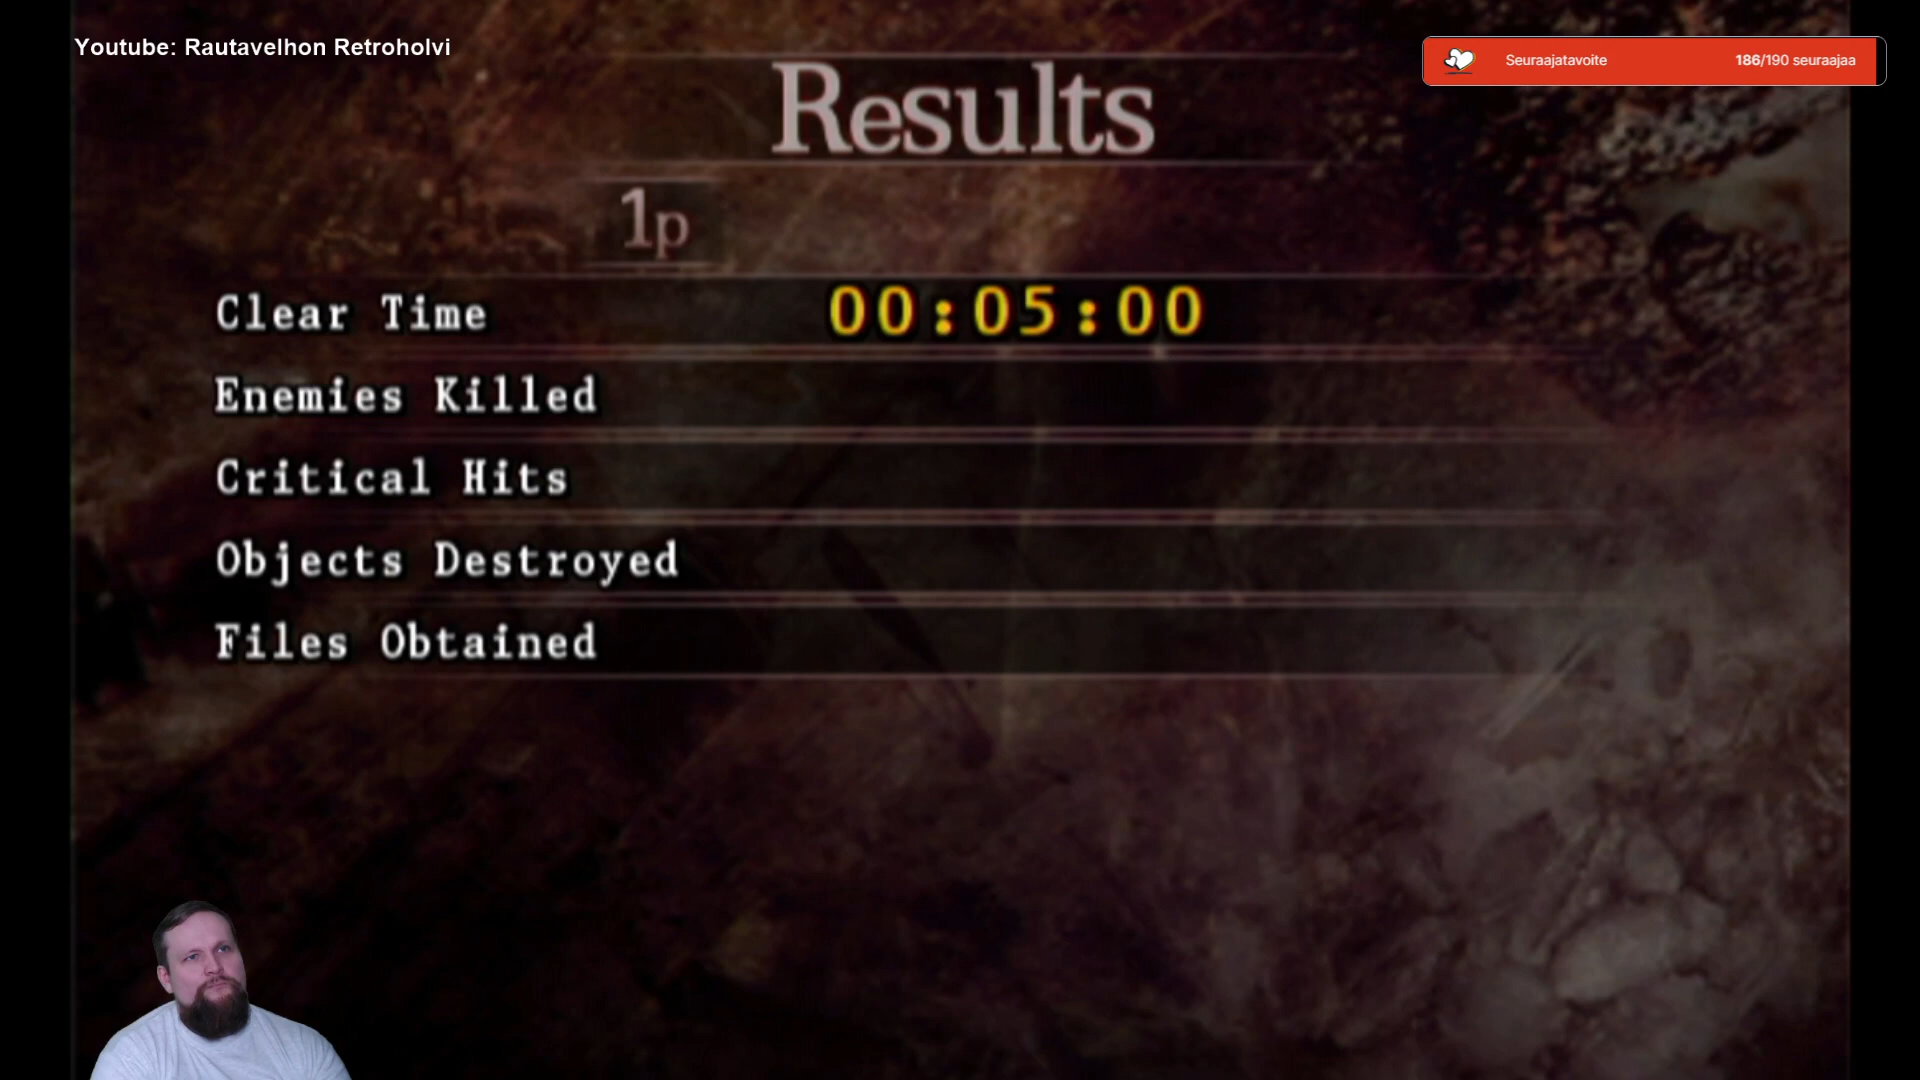 Youtube: Rautavelhon Retroholvi
Seuraajatavoite 186/190 seuraajaa
Results
1p
Clear Time 00:05:00
Enemies Killed
Critical Hits
Objects Destroyed
Files Obtained